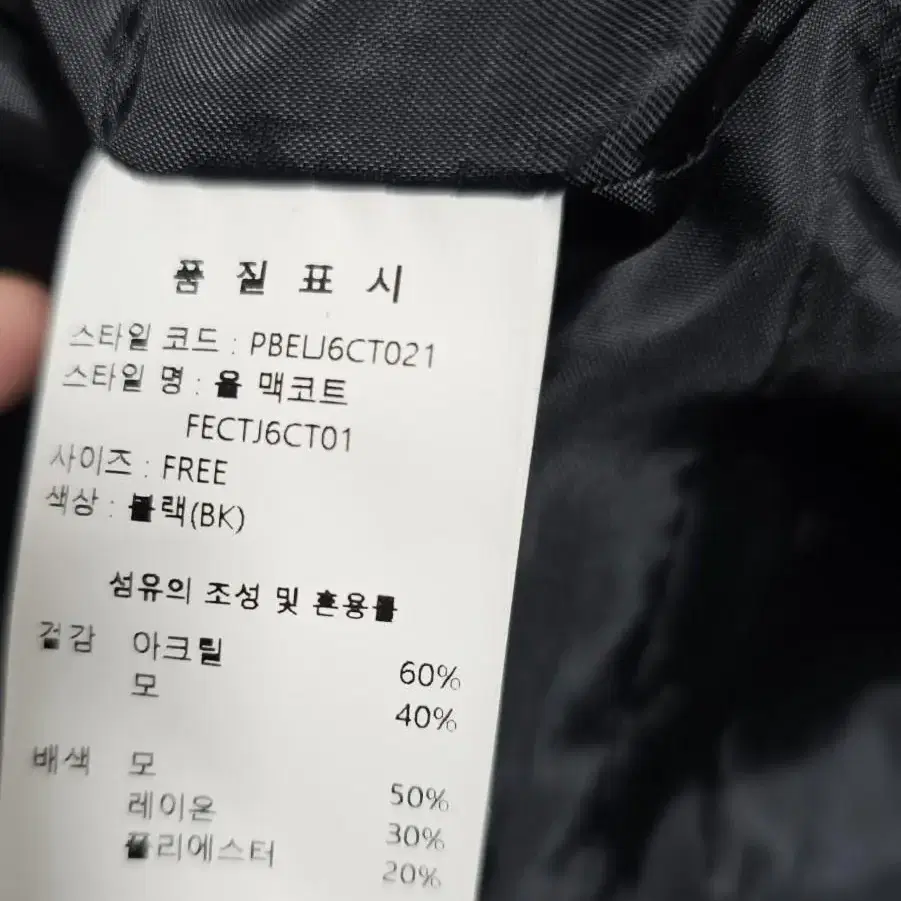 품 질 표 시
스타일 코드 : PBELJ6CT021
스타일 명 : 울 맥코트
FECTJ6CT01
사이즈 : FREE
색상 : 블랙(BK)
섬유의 조성 및 혼용률
겉감 아크릴 60%
모 40%
배색 모 50%
레이온 30%
폴리에스터 20%